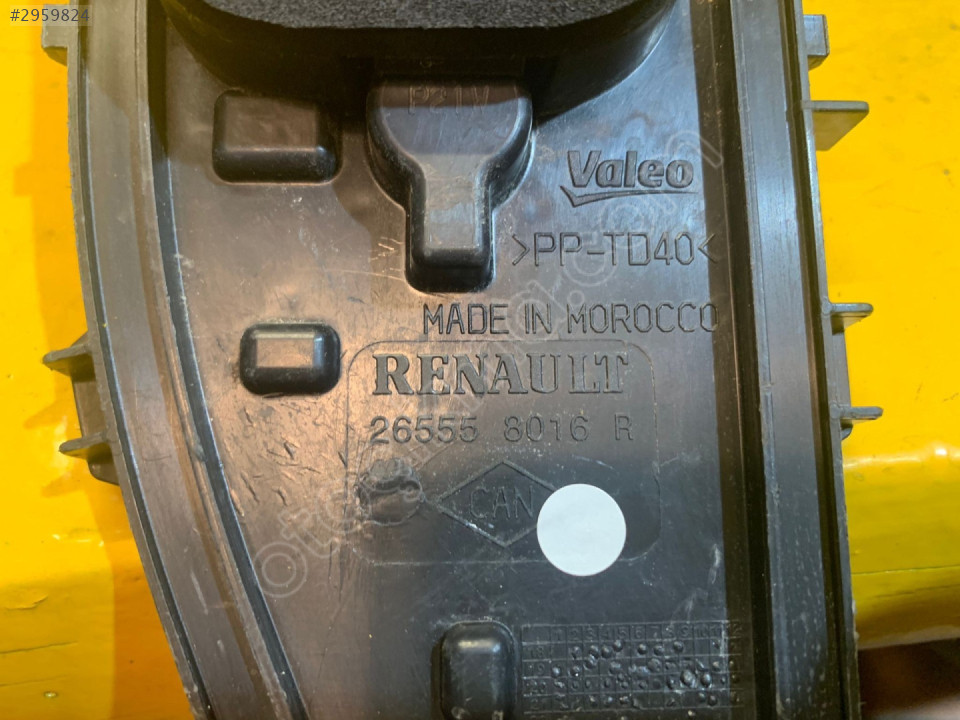 #2959824
P21W
Valeo
>PP-TD40<
MADE IN MOROCCO
RENAULT
26555 8016 R
CAN